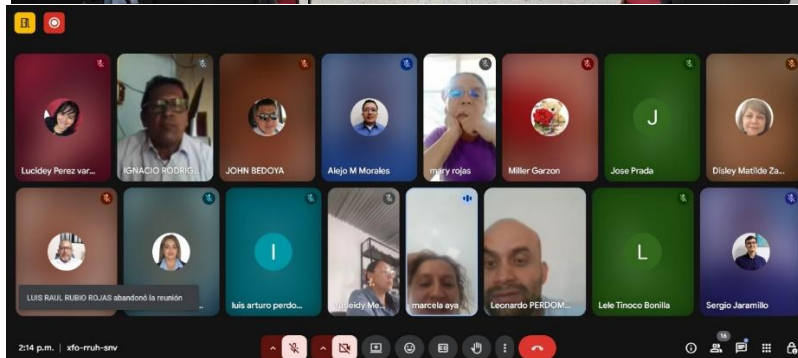 Lucidey Perez var...
IGNACIO RODRIG...
JOHN BEDOYA
Alejo M Morales
mary rojas
Miller Garzon
J
Jose Prada
Disley Matilde Za...
LUIS RAUL RUBIO ROJAS abandonó la reunión
I
luis arturo perdo...
marcela aya
Leonardo PERDOM...
L
Lele Tinoco Bonilla
Sergio Jaramillo
2:14 p.m. | xfo-rruh-snv
16